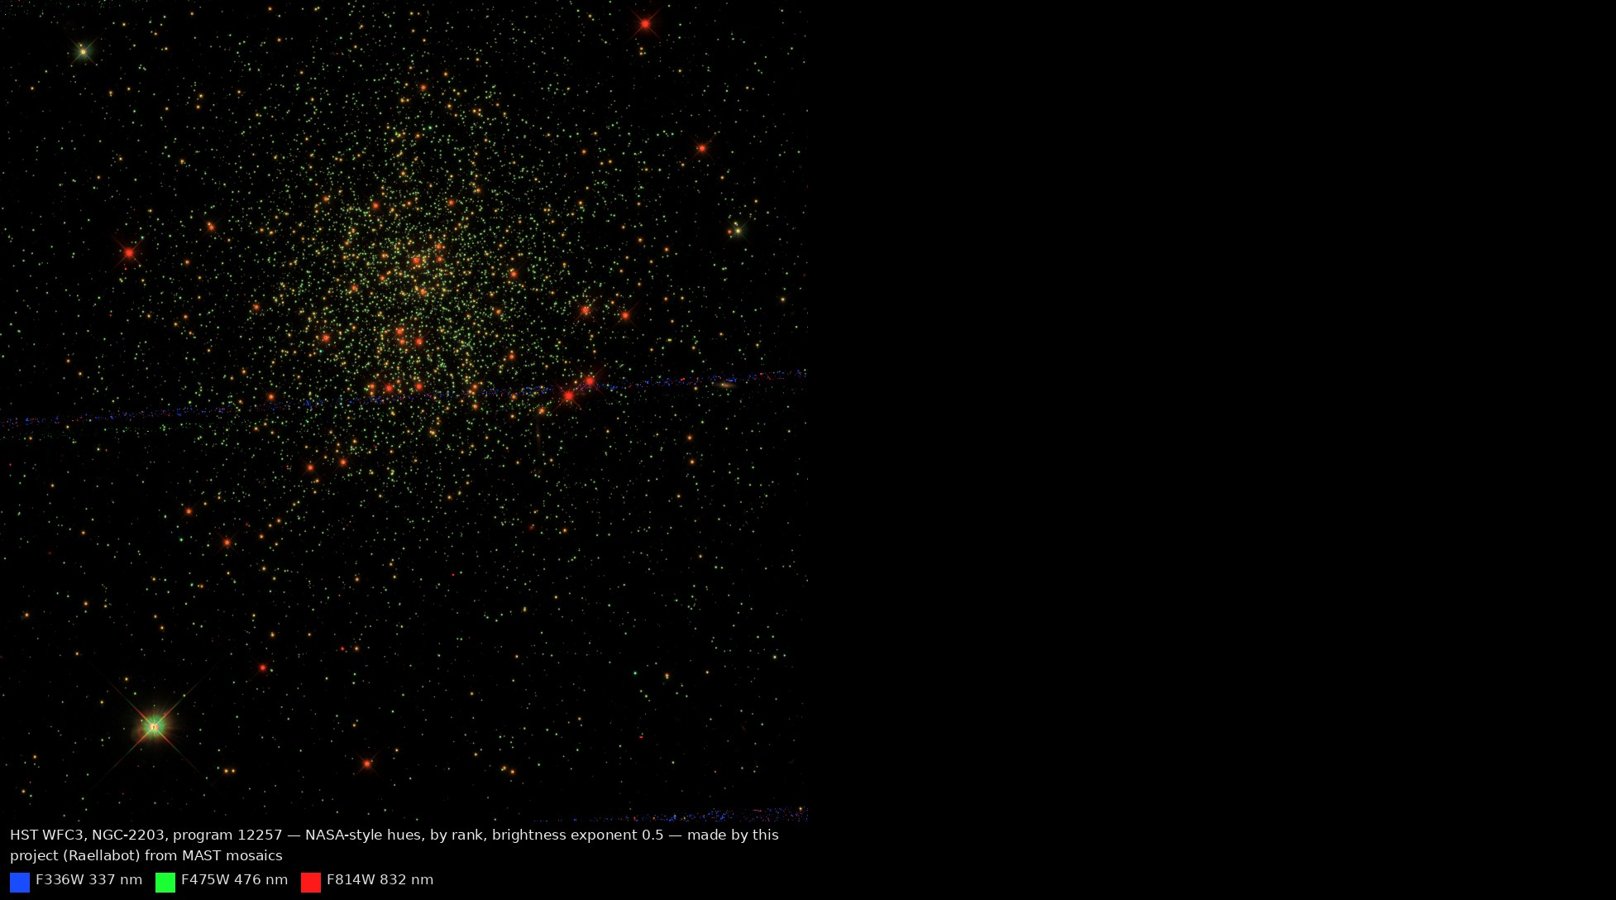 HST WFC3, NGC-2203, program 12257 — NASA-style hues, by rank, brightness exponent 0.5 — made by this
project (Raellabot) from MAST mosaics
F336W 337 nm F475W 476 nm F814W 832 nm